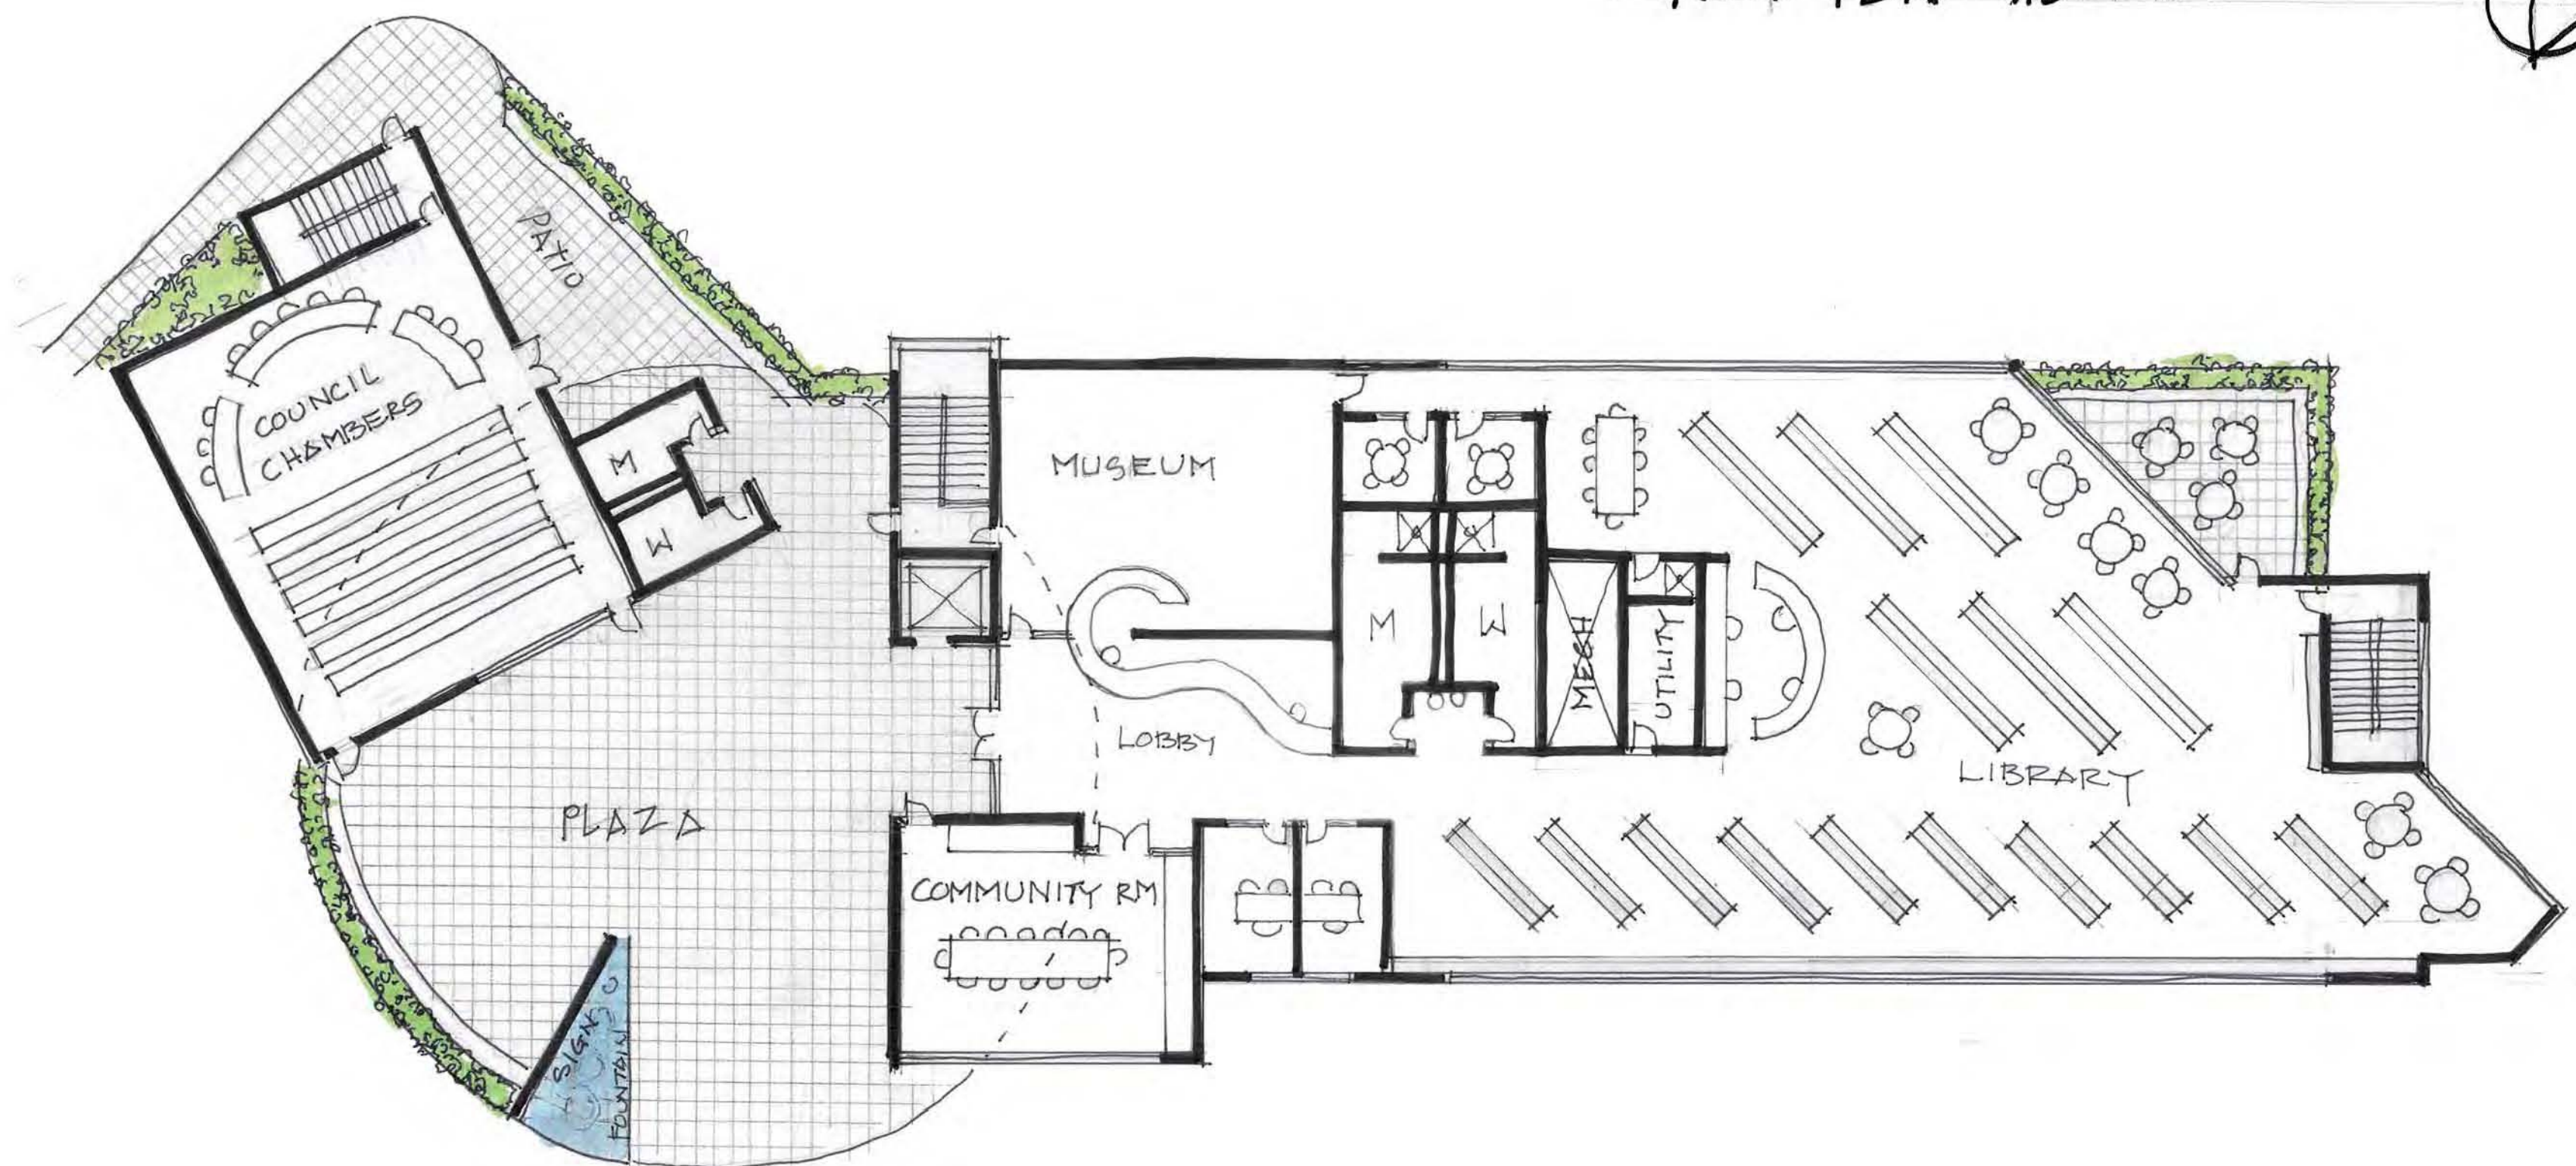 PATIO
COUNCIL
CHAMBERS
M
W
MUSEUM
M
W
MECH
UTILITY
LOBBY
LIBRARY
PLAZA
COMMUNITY RM
SIGN
FOUNTAIN